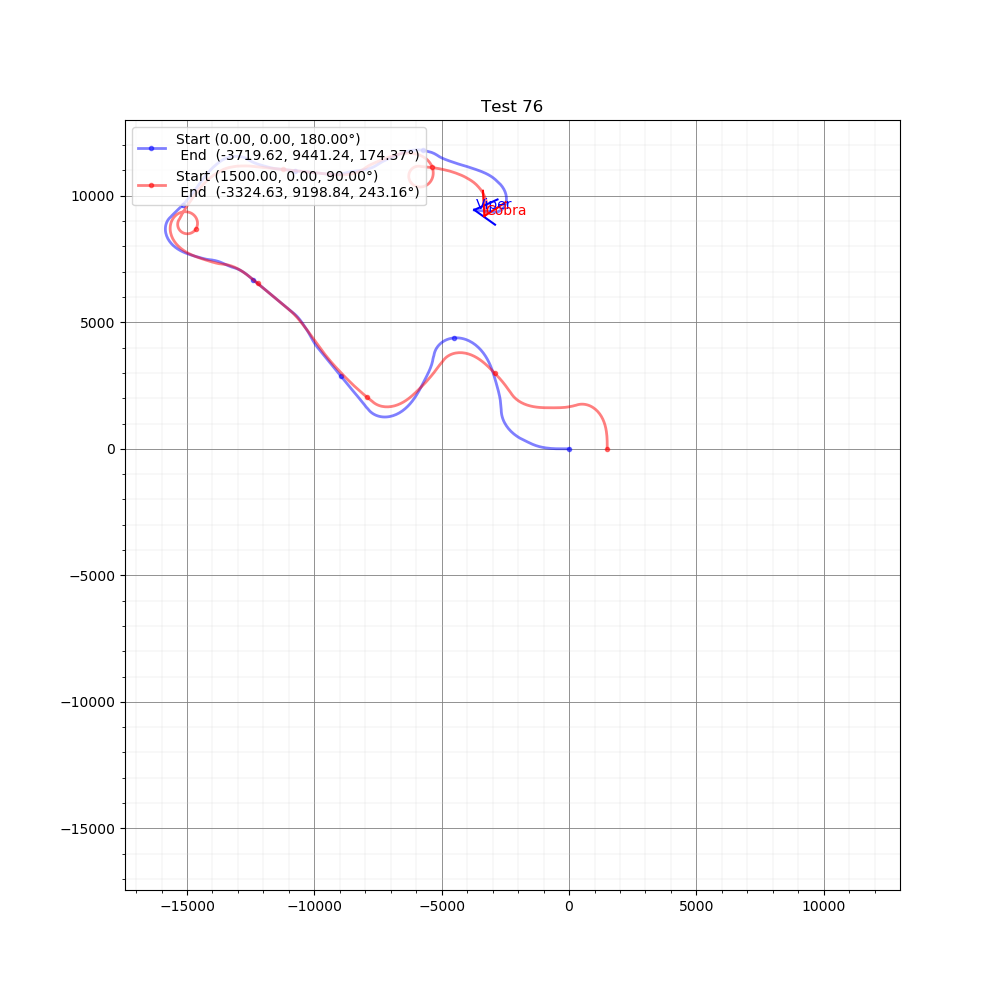 Test 76
Start (0.00, 0.00, 180.00°)
End  (-3719.62, 9441.24, 174.37°)
Start (1500.00, 0.00, 90.00°)
End  (-3324.63, 9198.84, 243.16°)
Viper
Cobra
10000
5000
0
−5000
−10000
−15000
−15000 −10000 −5000 0 5000 10000